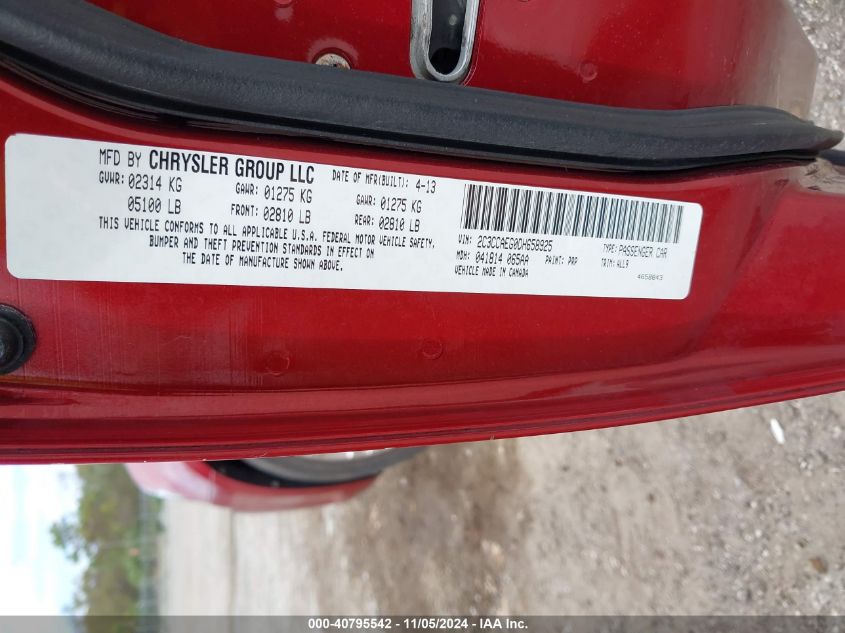 MFD BY CHRYSLER GROUP LLC
DATE OF MFR(BUILT): 4-13
GVWR: 02314 KG
GAWR: 01275 KG
GAWR: 01275 KG
05100 LB
FRONT: 02810 LB
REAR: 02810 LB
THIS VEHICLE CONFORMS TO ALL APPLICABLE U.S.A. FEDERAL MOTOR VEHICLE SAFETY,
BUMPER AND THEFT PREVENTION STANDARDS IN EFFECT ON
THE DATE OF MANUFACTURE SHOWN ABOVE.
VIN: 2C3CCAEG0DH658925
TYPE: PASSENGER CAR
MDH: 041814 065AA
PAINT: PRP
TRIM: ALL9
VEHICLE MADE IN CANADA
4658843
000-40795542 - 11/05/2024 - IAA Inc.